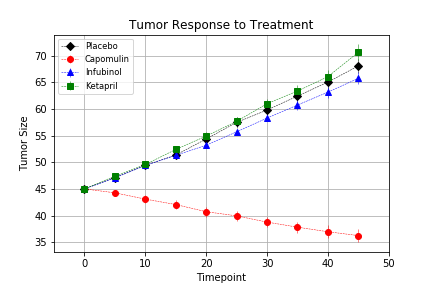 Tumor Response to Treatment
Placebo
Capomulin
Infubinol
Ketapril
Tumor Size
70
65
60
55
50
45
40
35
0
10
20
30
40
50
Timepoint